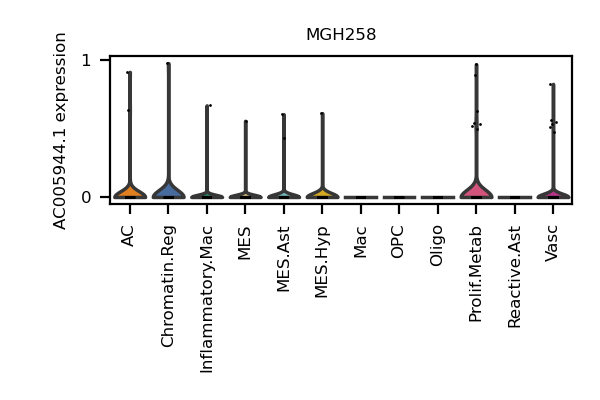 MGH258
AC005944.1 expression
1
0
AC
Chromatin.Reg
Inflammatory.Mac
MES
MES.Ast
MES.Hyp
Mac
OPC
Oligo
Prolif.Metab
Reactive.Ast
Vasc